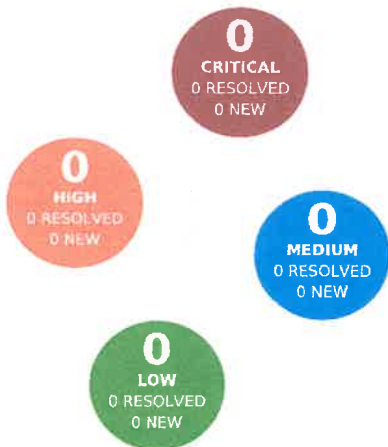 0
CRITICAL
0 RESOLVED
0 NEW
0
HIGH
0 RESOLVED
0 NEW
0
MEDIUM
0 RESOLVED
0 NEW
0
LOW
0 RESOLVED
0 NEW